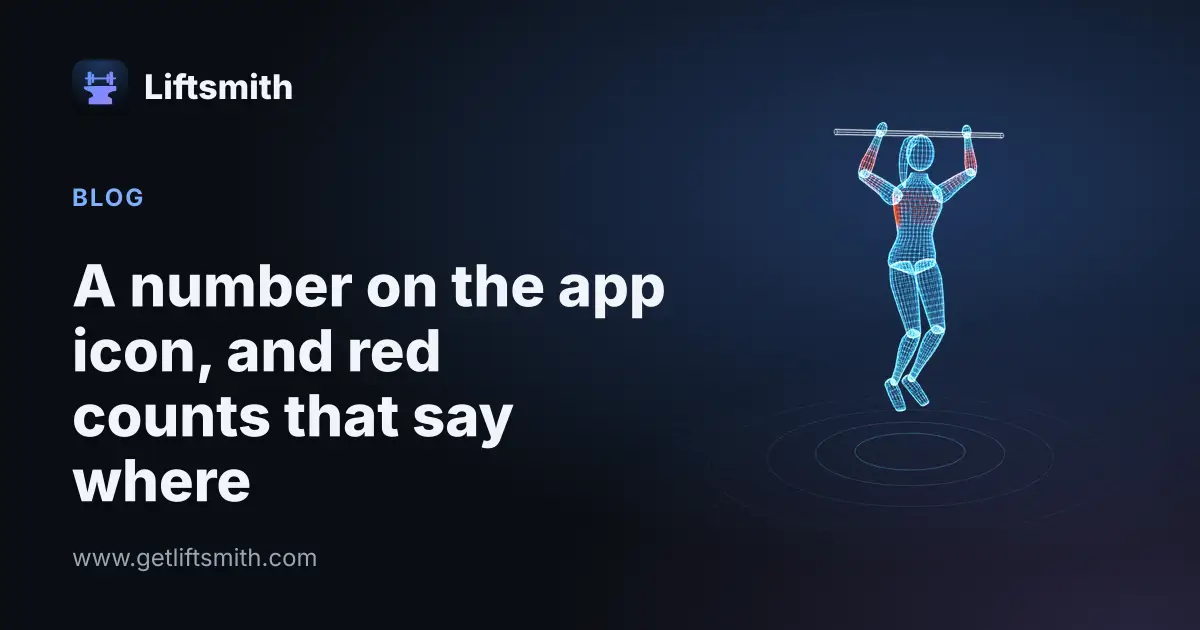 Liftsmith
BLOG
A number on the app
icon, and red
counts that say
where
www.getliftsmith.com